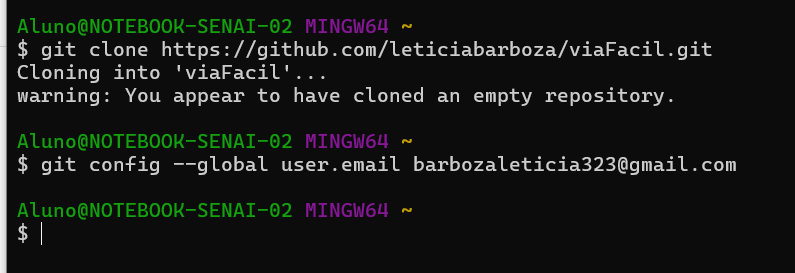 Aluno@NOTEBOOK-SENAI-02 MINGW64 ~
$ git clone https://github.com/leticiabarboza/viaFacil.git
Cloning into 'viaFacil'...
warning: You appear to have cloned an empty repository.
Aluno@NOTEBOOK-SENAI-02 MINGW64 ~
$ git config --global user.email barbozaleticia323@gmail.com
Aluno@NOTEBOOK-SENAI-02 MINGW64 ~
$